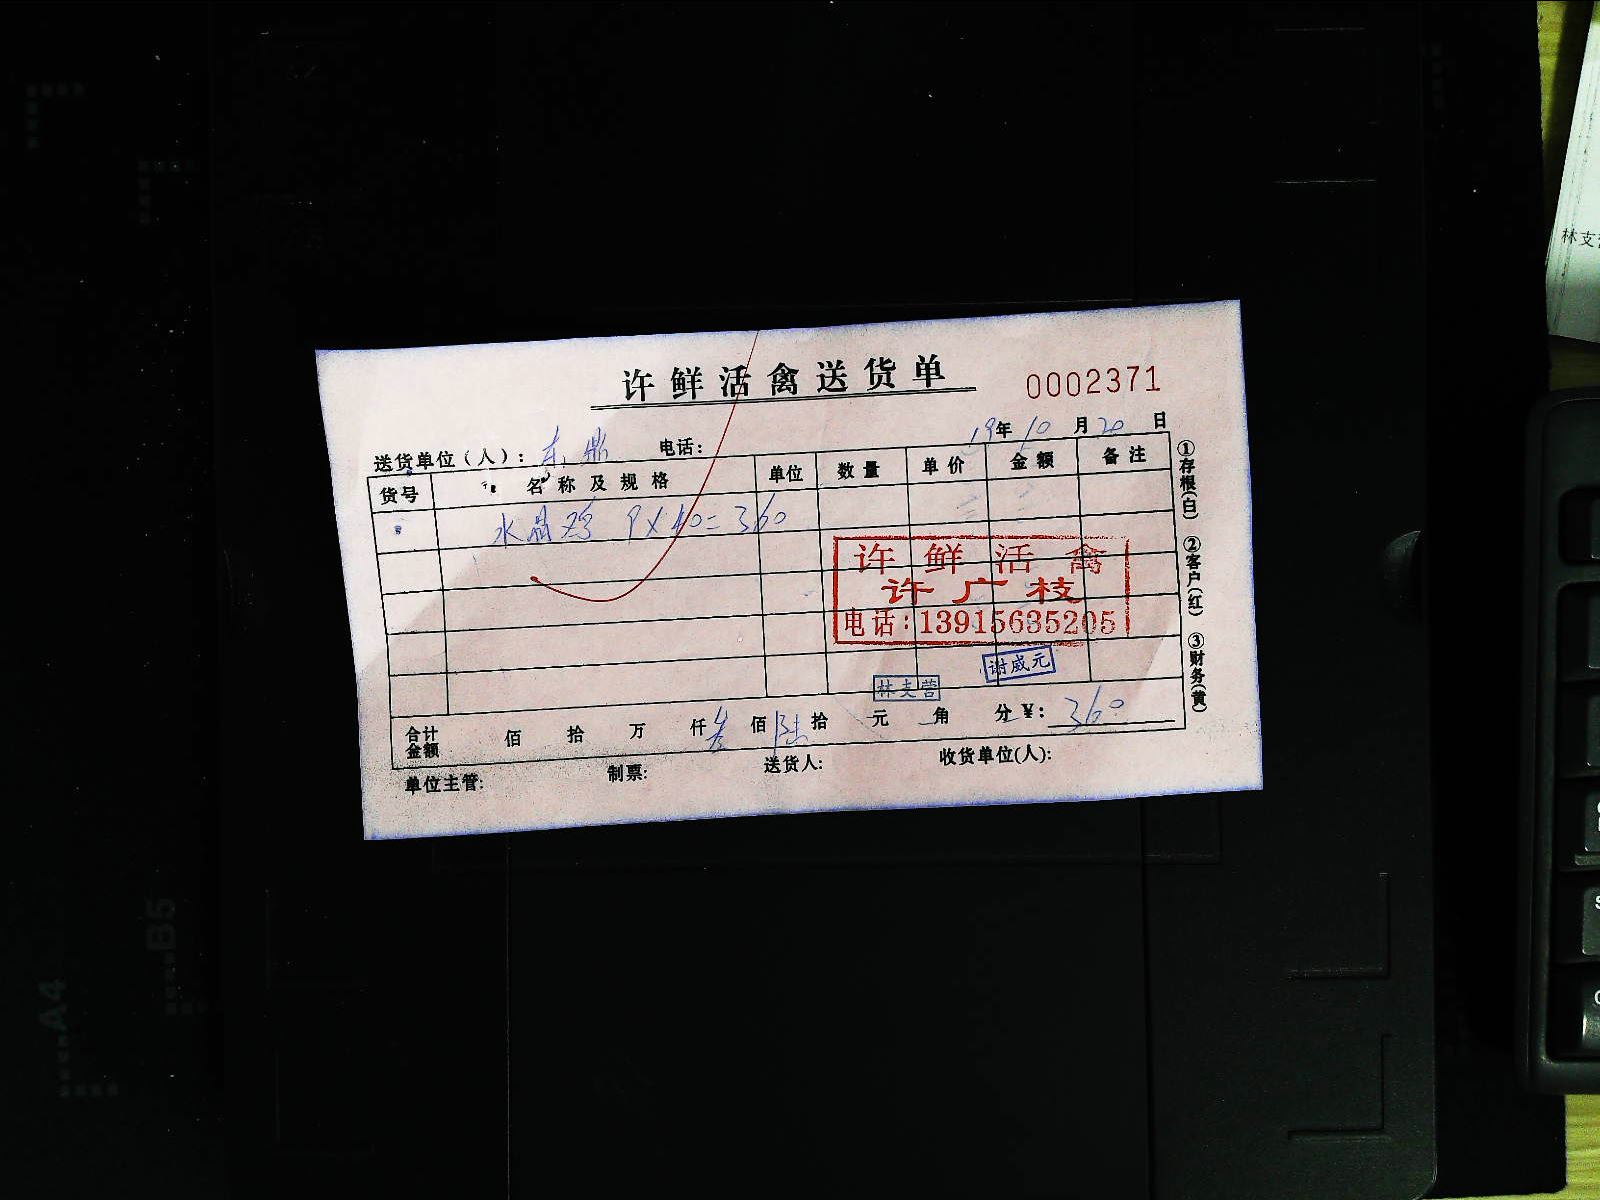 许鲜活禽送货单
0002371
送货单位（人）：东鼎 电话： 19年10月20日
货号 名称及规格 单位 数量 单价 金额 备注
水晶鸡 9×40=360
许鲜活禽
许广枝
电话：13915635205
谢威元
林支营
合计金额 佰 拾 万 仟叁佰陆拾 元 角 分 ¥：360
单位主管： 制票： 送货人： 收货单位(人)：
①存根(白) ②客户(红) ③财务(黄)
A4
B5
林支